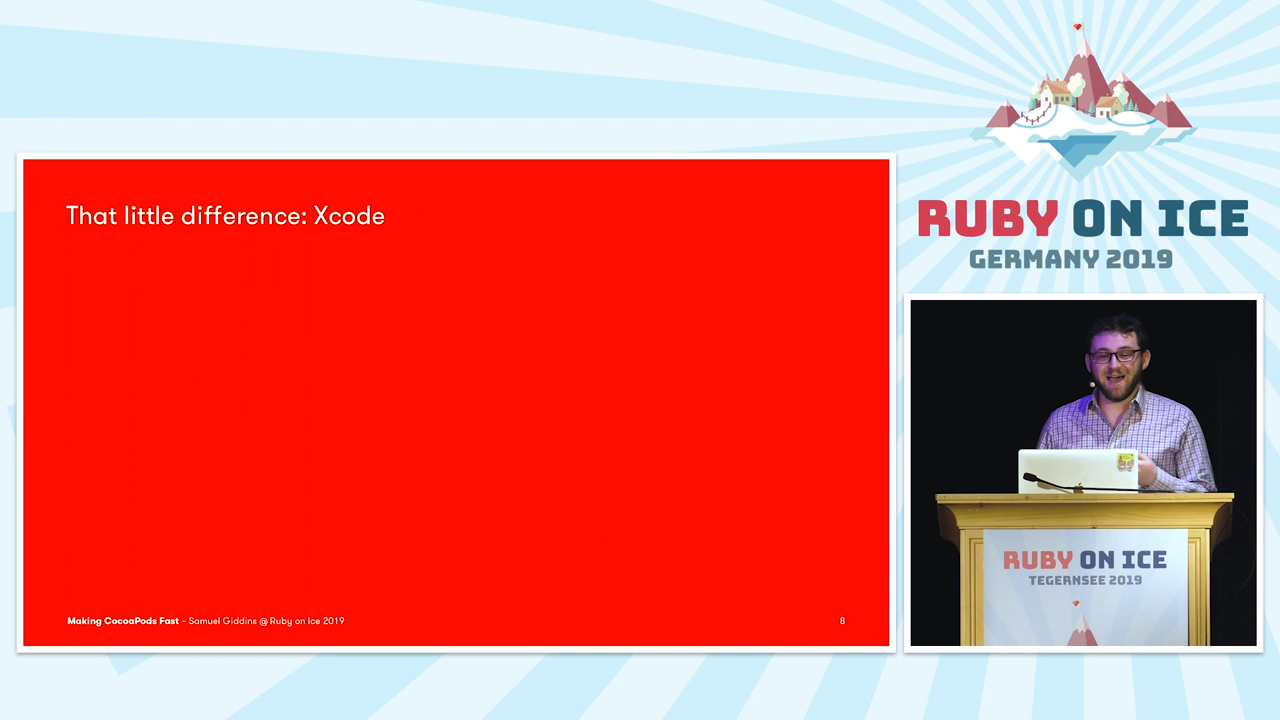 That little difference: Xcode
Making CocoaPods Fast – Samuel Giddins @ Ruby on Ice 2019
8
RUBY ON ICE
GERMANY 2019
RUBY ON ICE
TEGERNSEE 2019